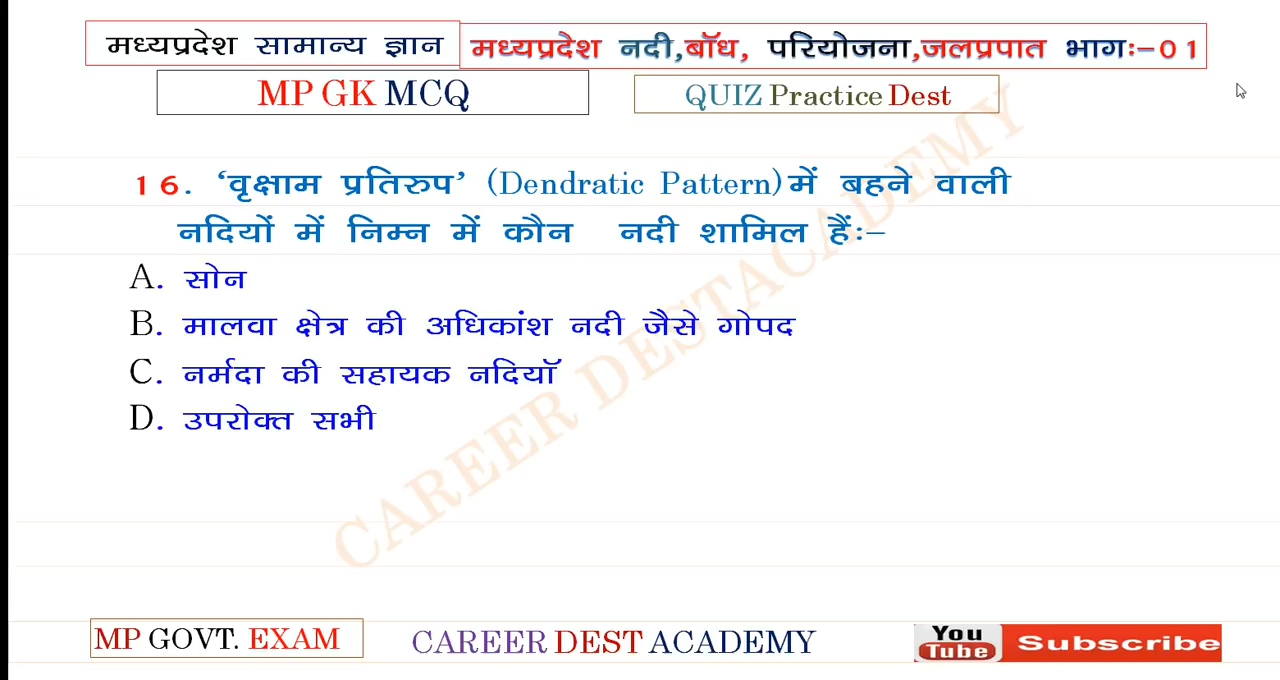 मध्यप्रदेश सामान्य ज्ञान
मध्यप्रदेश नदी,बॉध, परियोजना,जलप्रपात भागः-01
MP GK MCQ
QUIZ Practice Dest
16. ‘वृक्षाम प्रतिरुप’ (Dendratic Pattern) में बहने वाली
नदियों में निम्न में कौन नदी शामिल हैंः-
A. सोन
B. मालवा क्षेत्र की अधिकांश नदी जैसे गोपद
C. नर्मदा की सहायक नदियॉ
D. उपरोक्त सभी
CAREER DESTACADEMY
MP GOVT. EXAM
CAREER DEST ACADEMY
You Tube Subscribe